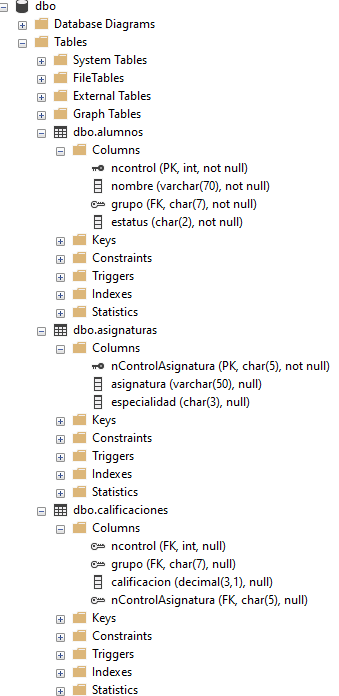 dbo
Database Diagrams
Tables
System Tables
FileTables
External Tables
Graph Tables
dbo.alumnos
Columns
ncontrol (PK, int, not null)
nombre (varchar(70), not null)
grupo (FK, char(7), not null)
estatus (char(2), not null)
Keys
Constraints
Triggers
Indexes
Statistics
dbo.asignaturas
Columns
nControlAsignatura (PK, char(5), not null)
asignatura (varchar(50), null)
especialidad (char(3), null)
Keys
Constraints
Triggers
Indexes
Statistics
dbo.calificaciones
Columns
ncontrol (FK, int, null)
grupo (FK, char(7), null)
calificacion (decimal(3,1), null)
nControlAsignatura (FK, char(5), null)
Keys
Constraints
Triggers
Indexes
Statistics